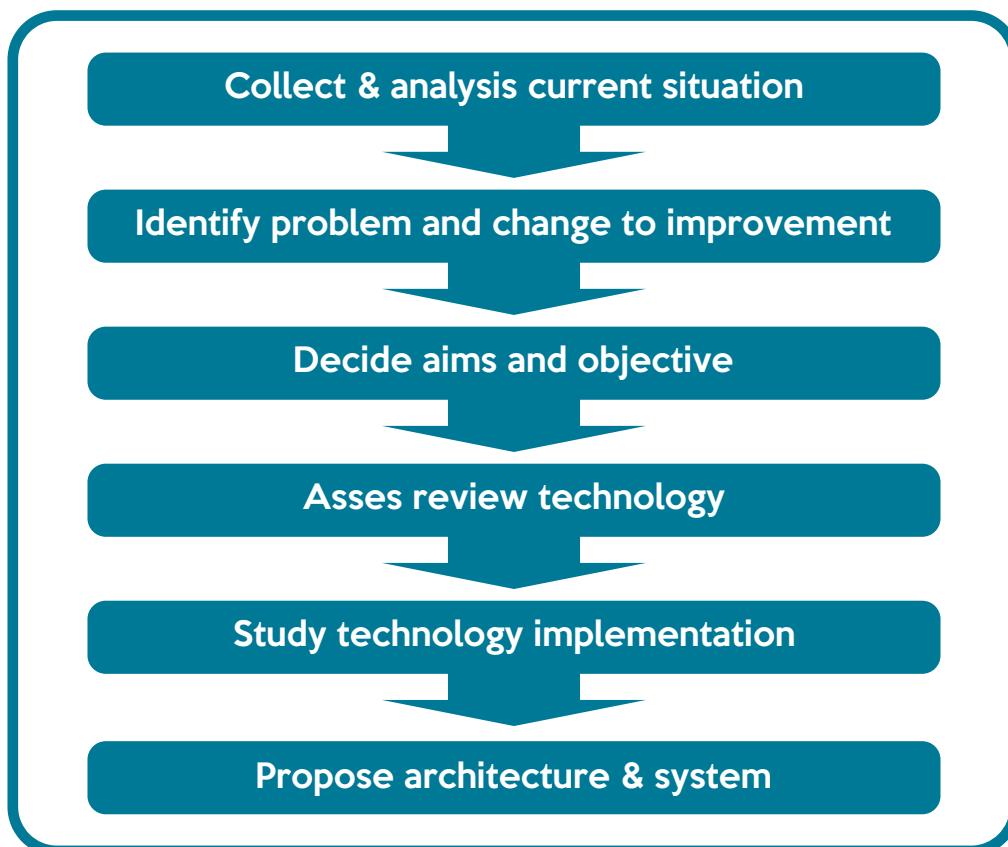 Collect & analysis current situation
Identify problem and change to improvement
Decide aims and objective
Asses review technology
Study technology implementation
Propose architecture & system